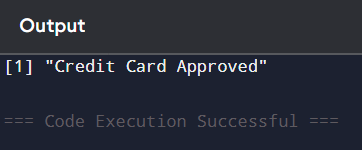 Output
[1] "Credit Card Approved"
=== Code Execution Successful ===